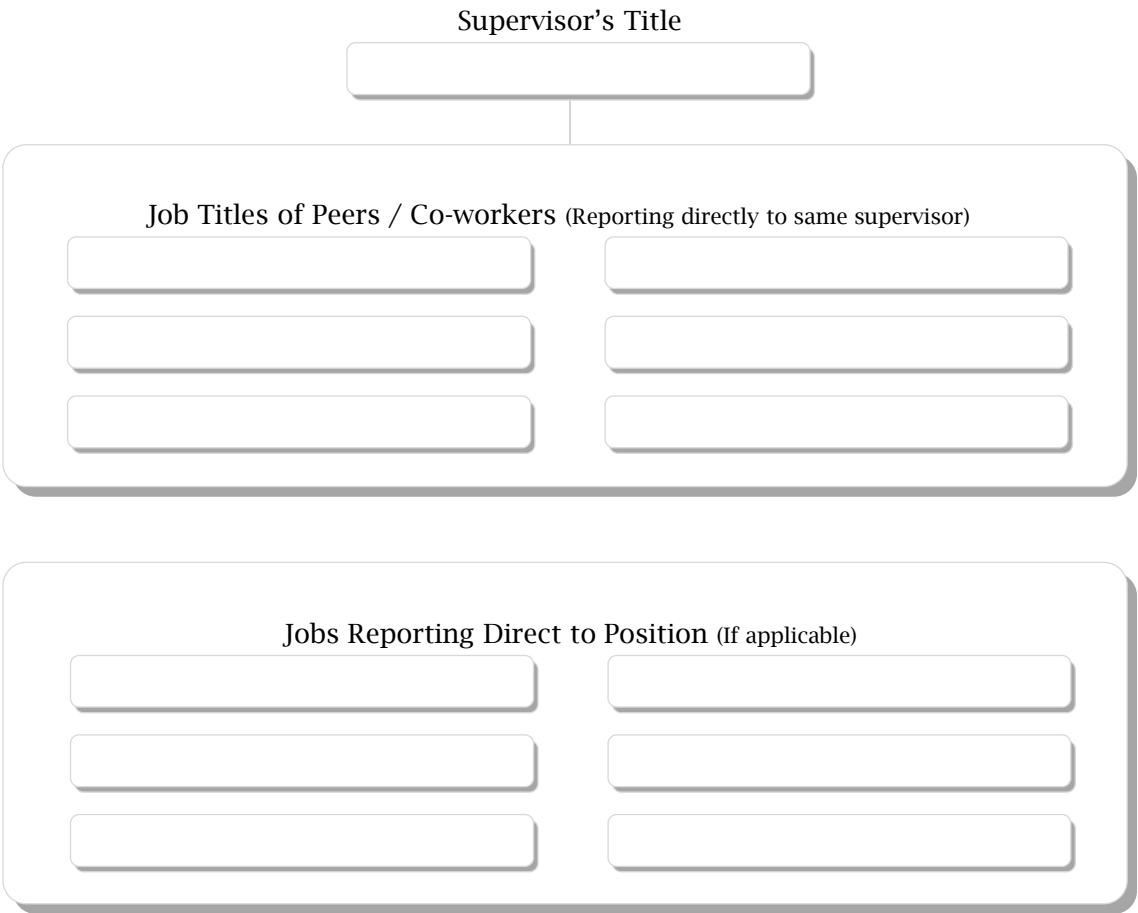 Supervisor’s Title
Job Titles of Peers / Co-workers (Reporting directly to same supervisor)
Jobs Reporting Direct to Position (If applicable)